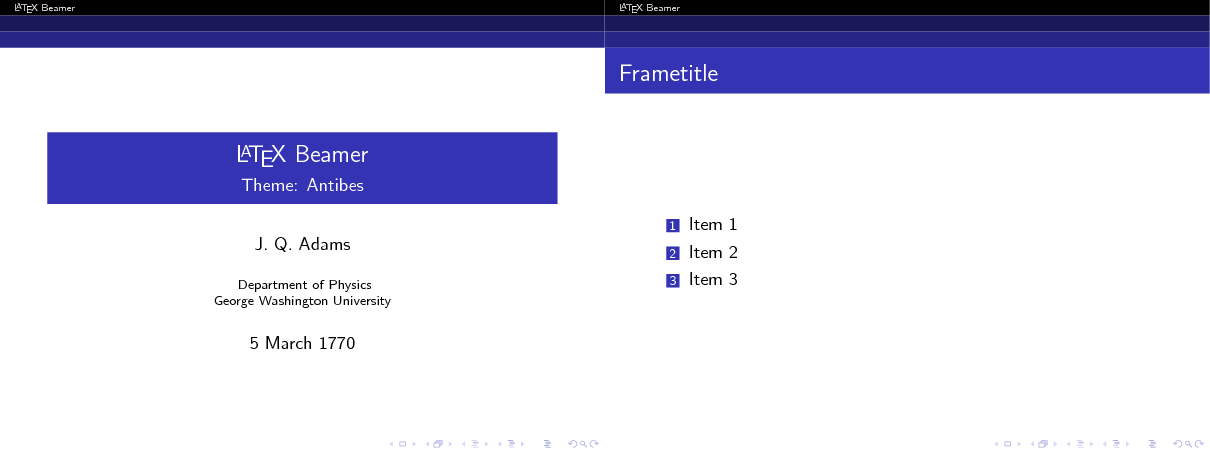 LATEX Beamer
LATEX Beamer
Theme: Antibes
J. Q. Adams
Department of Physics
George Washington University
5 March 1770
LATEX Beamer
Frametitle
1 Item 1
2 Item 2
3 Item 3